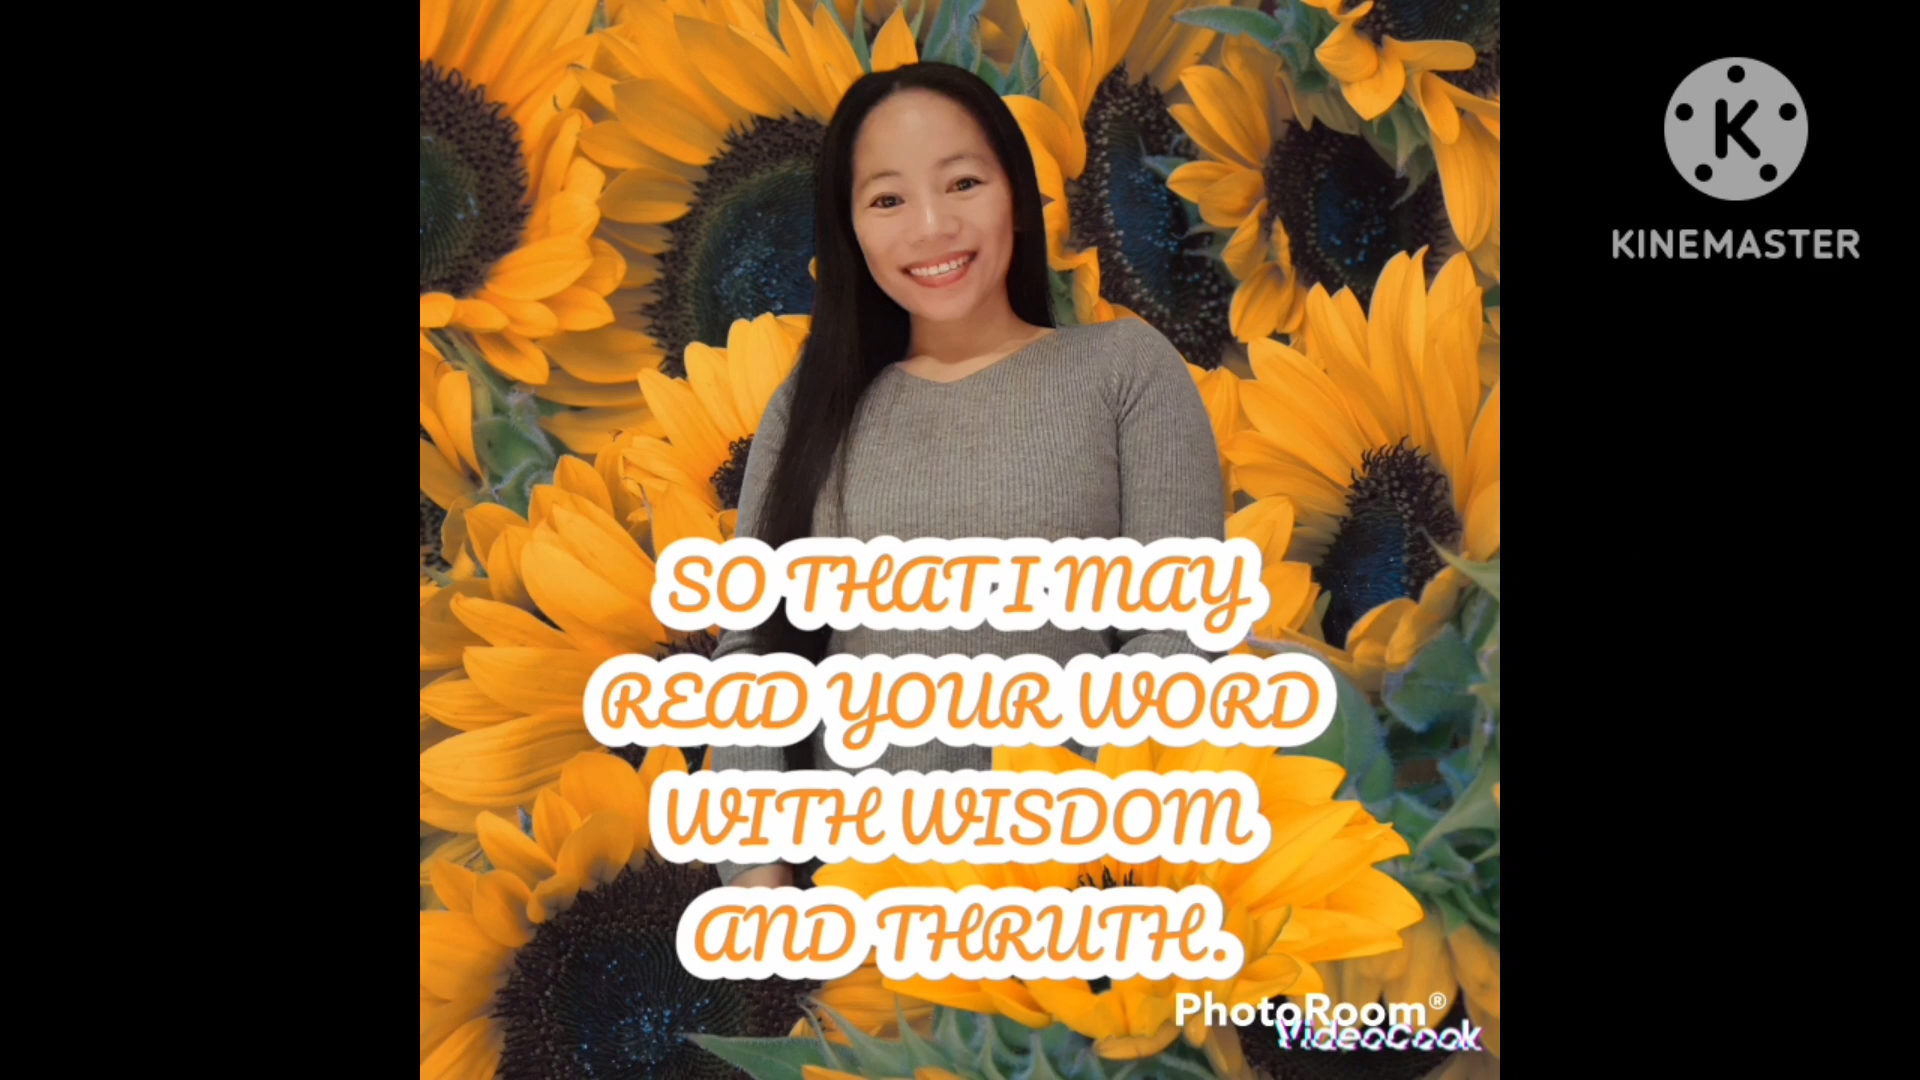 K
KINEMASTER
SO THAT I MAY
READ YOUR WORD
WITH WISDOM
AND THRUTH.
PhotoRoom®
VideoCook